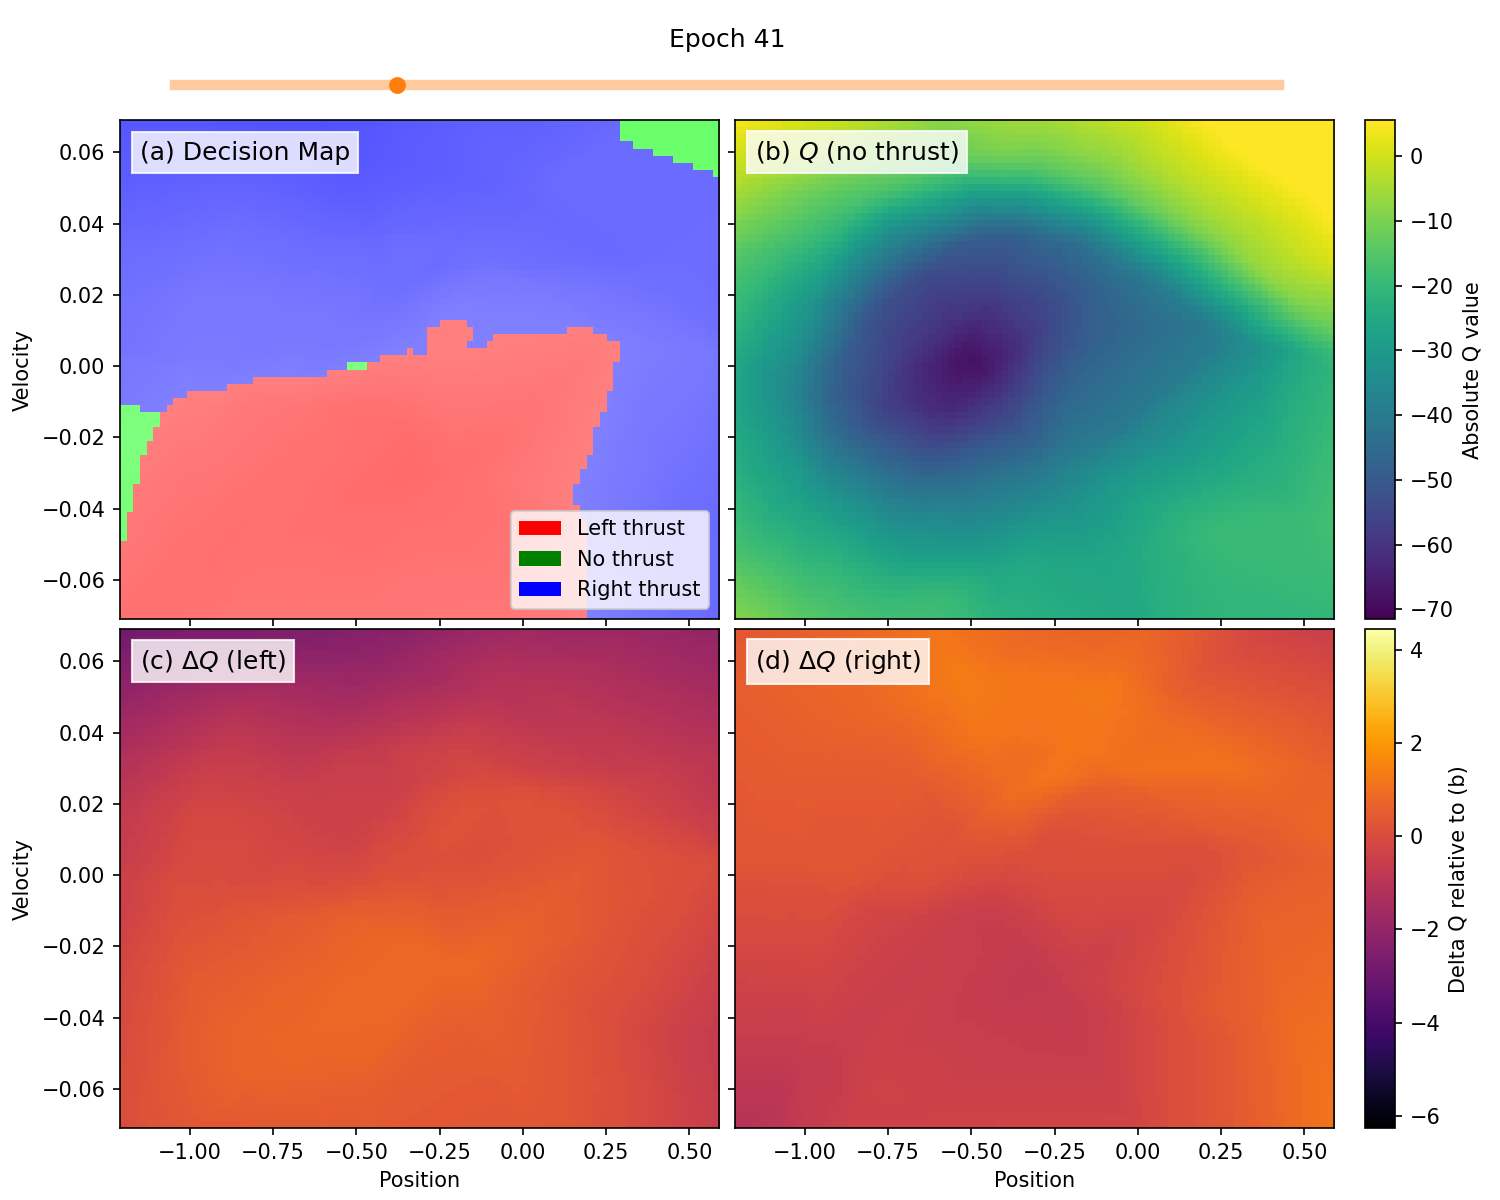 Epoch 41
(a) Decision Map
(b) Q (no thrust)
0.06
0.04
0.02
0.00
−0.02
−0.04
−0.06
Velocity
Left thrust
No thrust
Right thrust
0
−10
−20
−30
−40
−50
−60
−70
Absolute Q value
(c) ΔQ (left)
(d) ΔQ (right)
0.06
0.04
0.02
0.00
−0.02
−0.04
−0.06
Velocity
4
2
0
−2
−4
−6
Delta Q relative to (b)
−1.00 −0.75 −0.50 −0.25 0.00 0.25 0.50
Position
−1.00 −0.75 −0.50 −0.25 0.00 0.25 0.50
Position